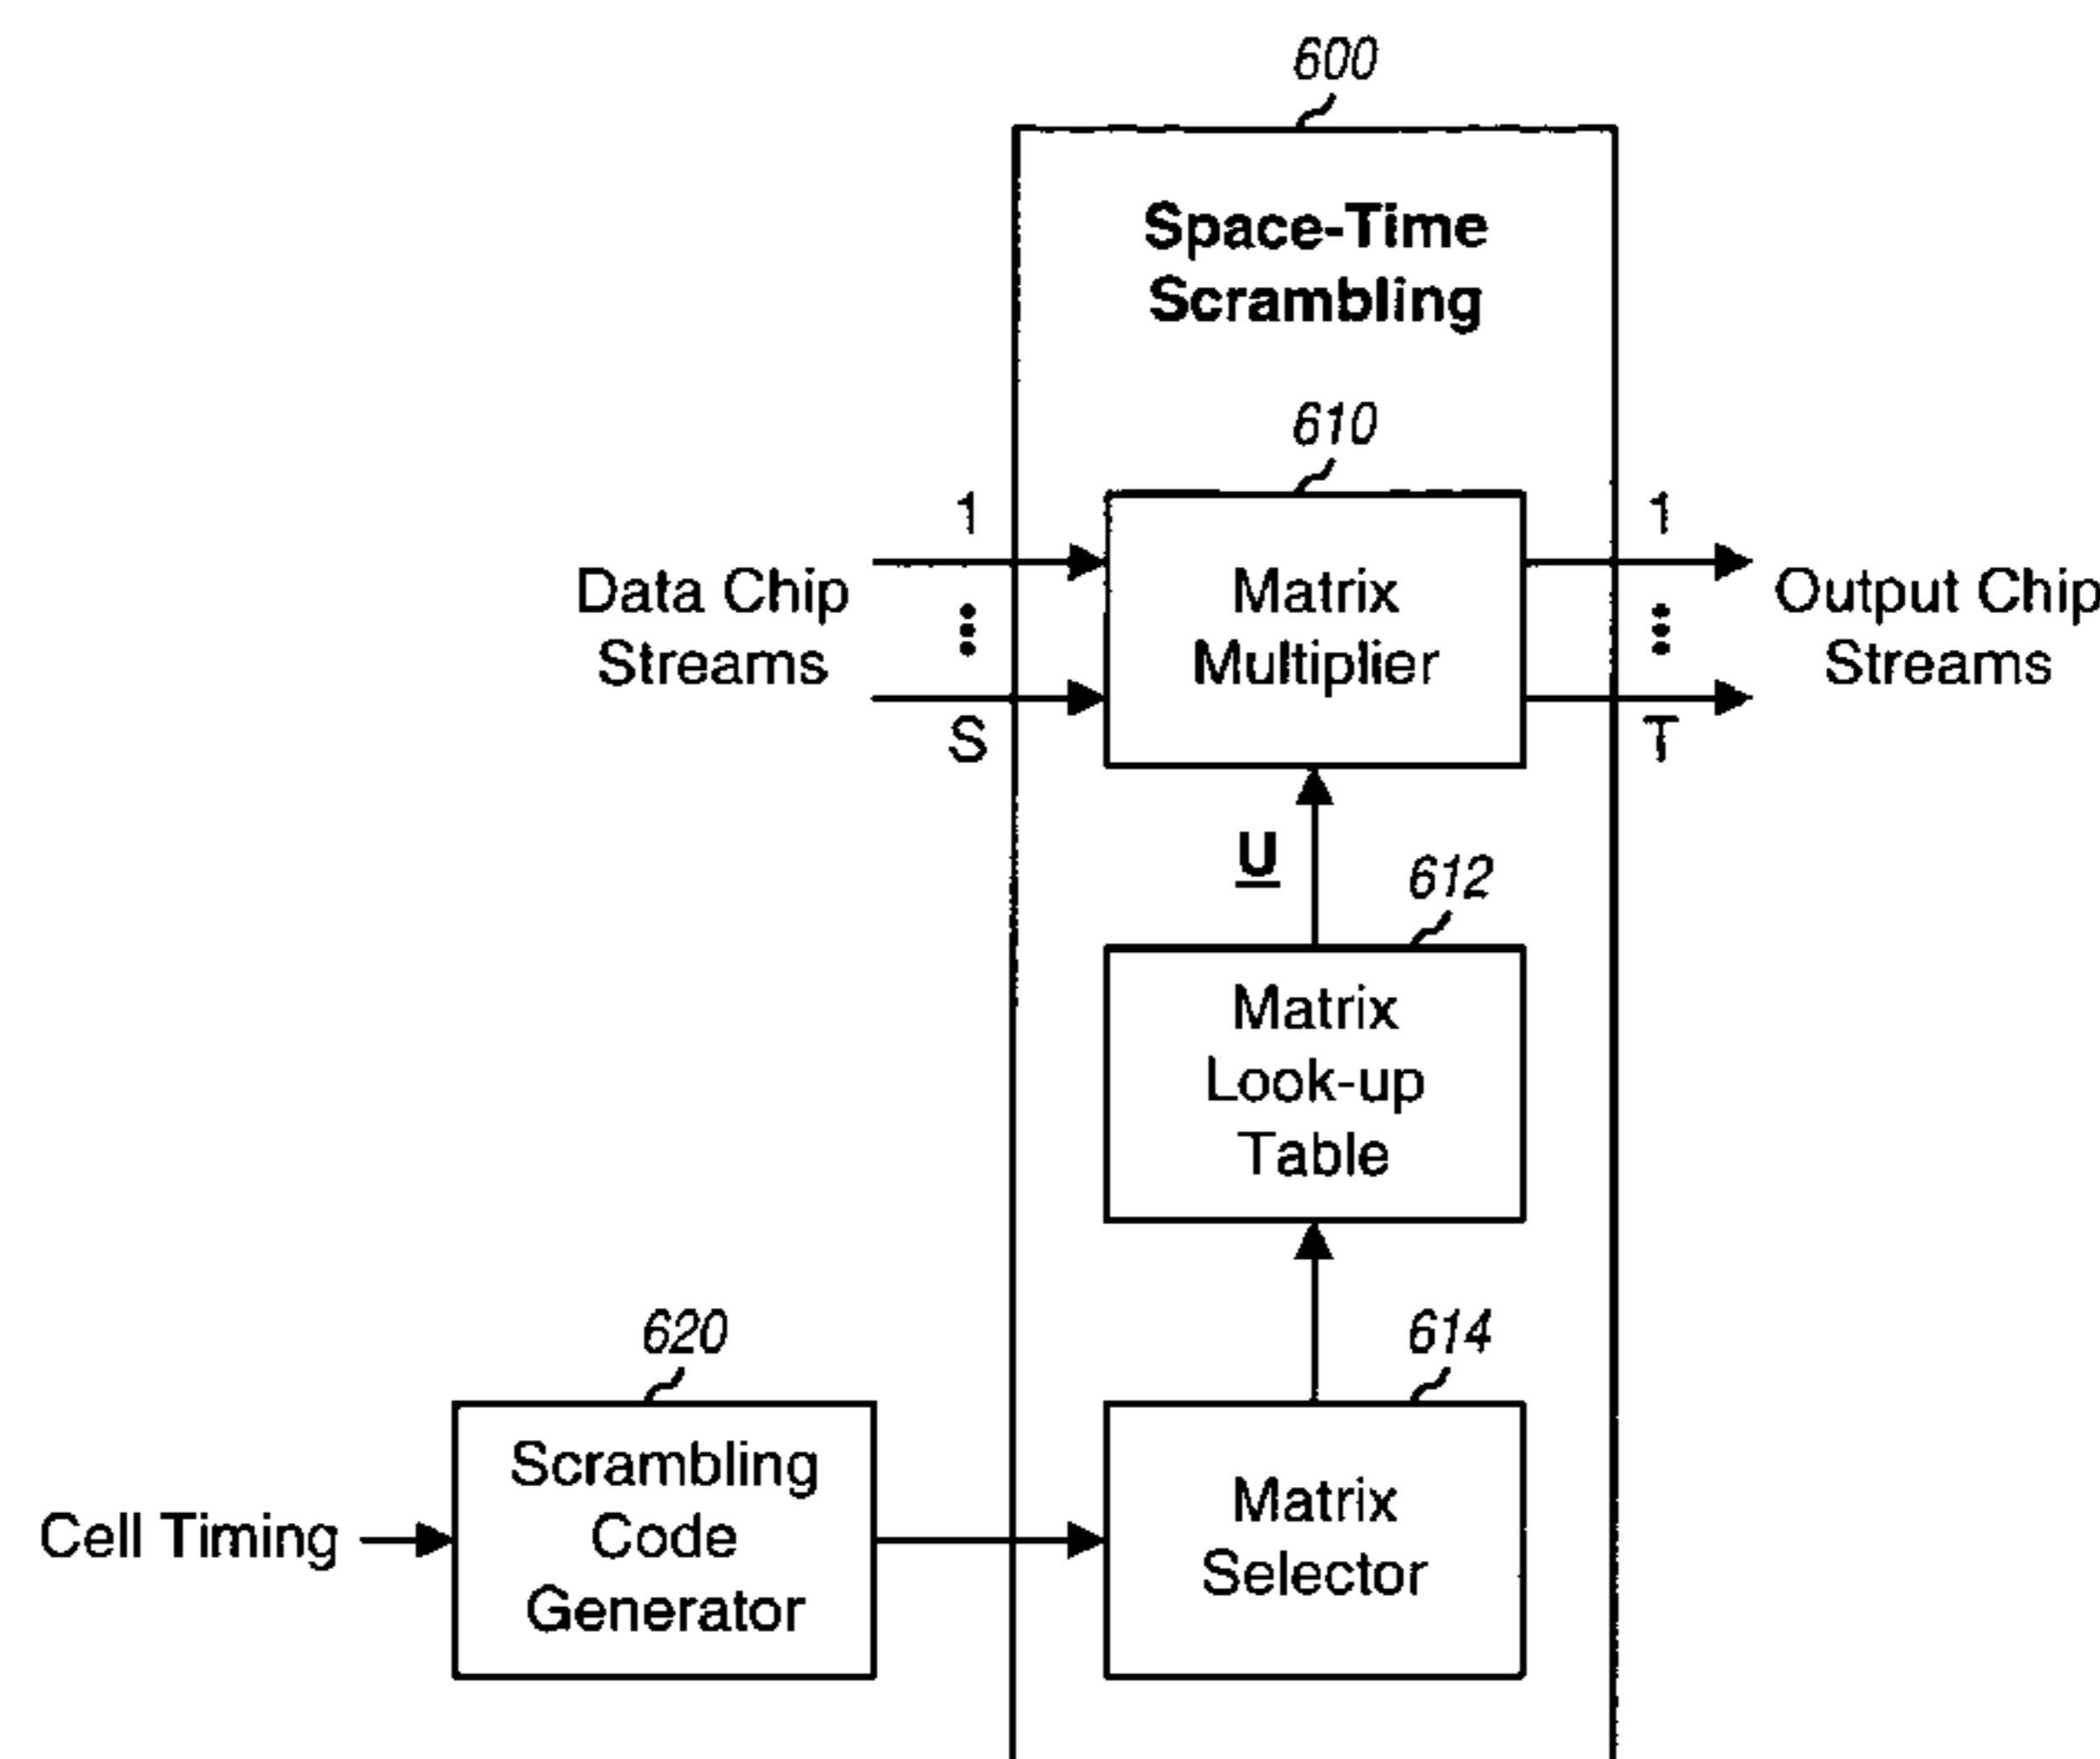 600
Space-Time
Scrambling
610
1
1
Data Chip
Streams
Matrix
Multiplier
Output Chip
Streams
S
T
U
612
Matrix
Look-up
Table
620
614
Cell Timing
Scrambling
Code
Generator
Matrix
Selector